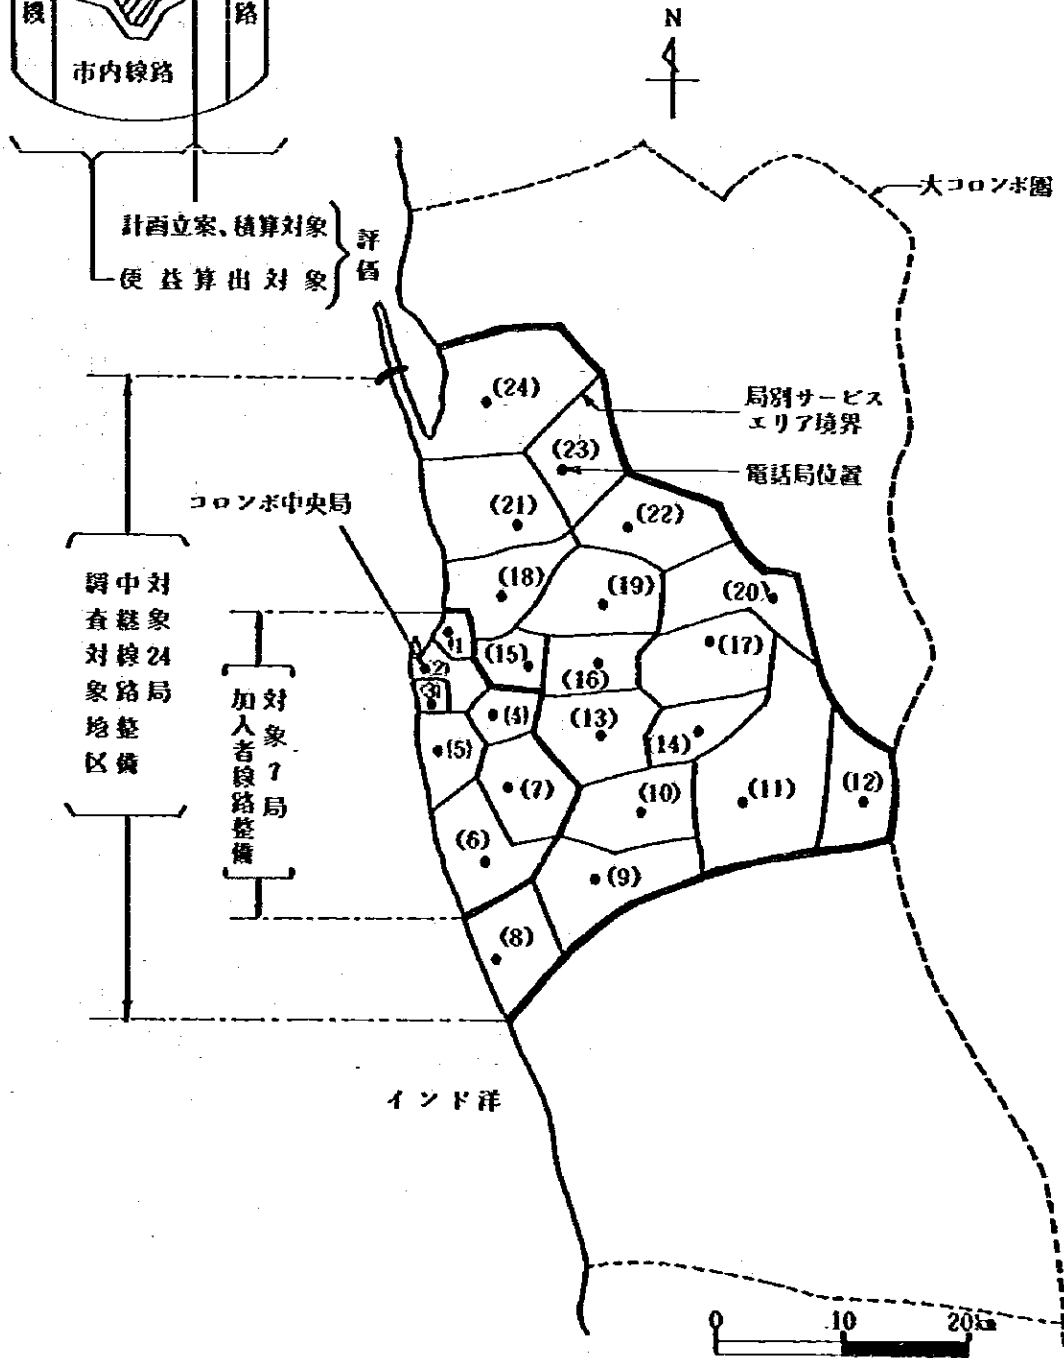 機
路
市内線路
N
大コロンボ圏
計画立案、積算対象
便益算出対象
評価
(24)
局別サービス
エリア境界
(23)
電話局位置
コロンボ中央局
(21)
(22)
(18)
(19)
(20)
1
(15)
(17)
(2)
(16)
(3)
(4)
(13)
(14)
(5)
(7)
(10)
(11)
(12)
(6)
(9)
(8)
調査対象地区
中継線路整備
対象24局
加入者線路整備
対象7局
インド洋
0 10 20km